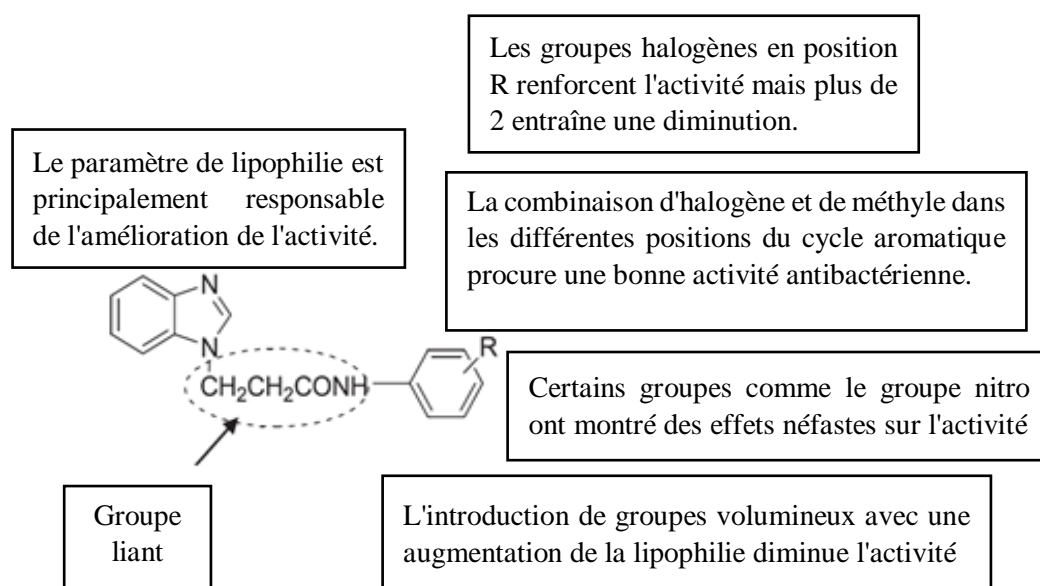 Les groupes halogènes en position
R renforcent l'activité mais plus de
2 entraîne une diminution.
Le paramètre de lipophilie est
principalement responsable
de l'amélioration de l'activité.
La combinaison d'halogène et de méthyle dans
les différentes positions du cycle aromatique
procure une bonne activité antibactérienne.
N
N
R
CH₂CH₂CONH
Certains groupes comme le groupe nitro
ont montré des effets néfastes sur l'activité
Groupe
liant
L'introduction de groupes volumineux avec une
augmentation de la lipophilie diminue l'activité